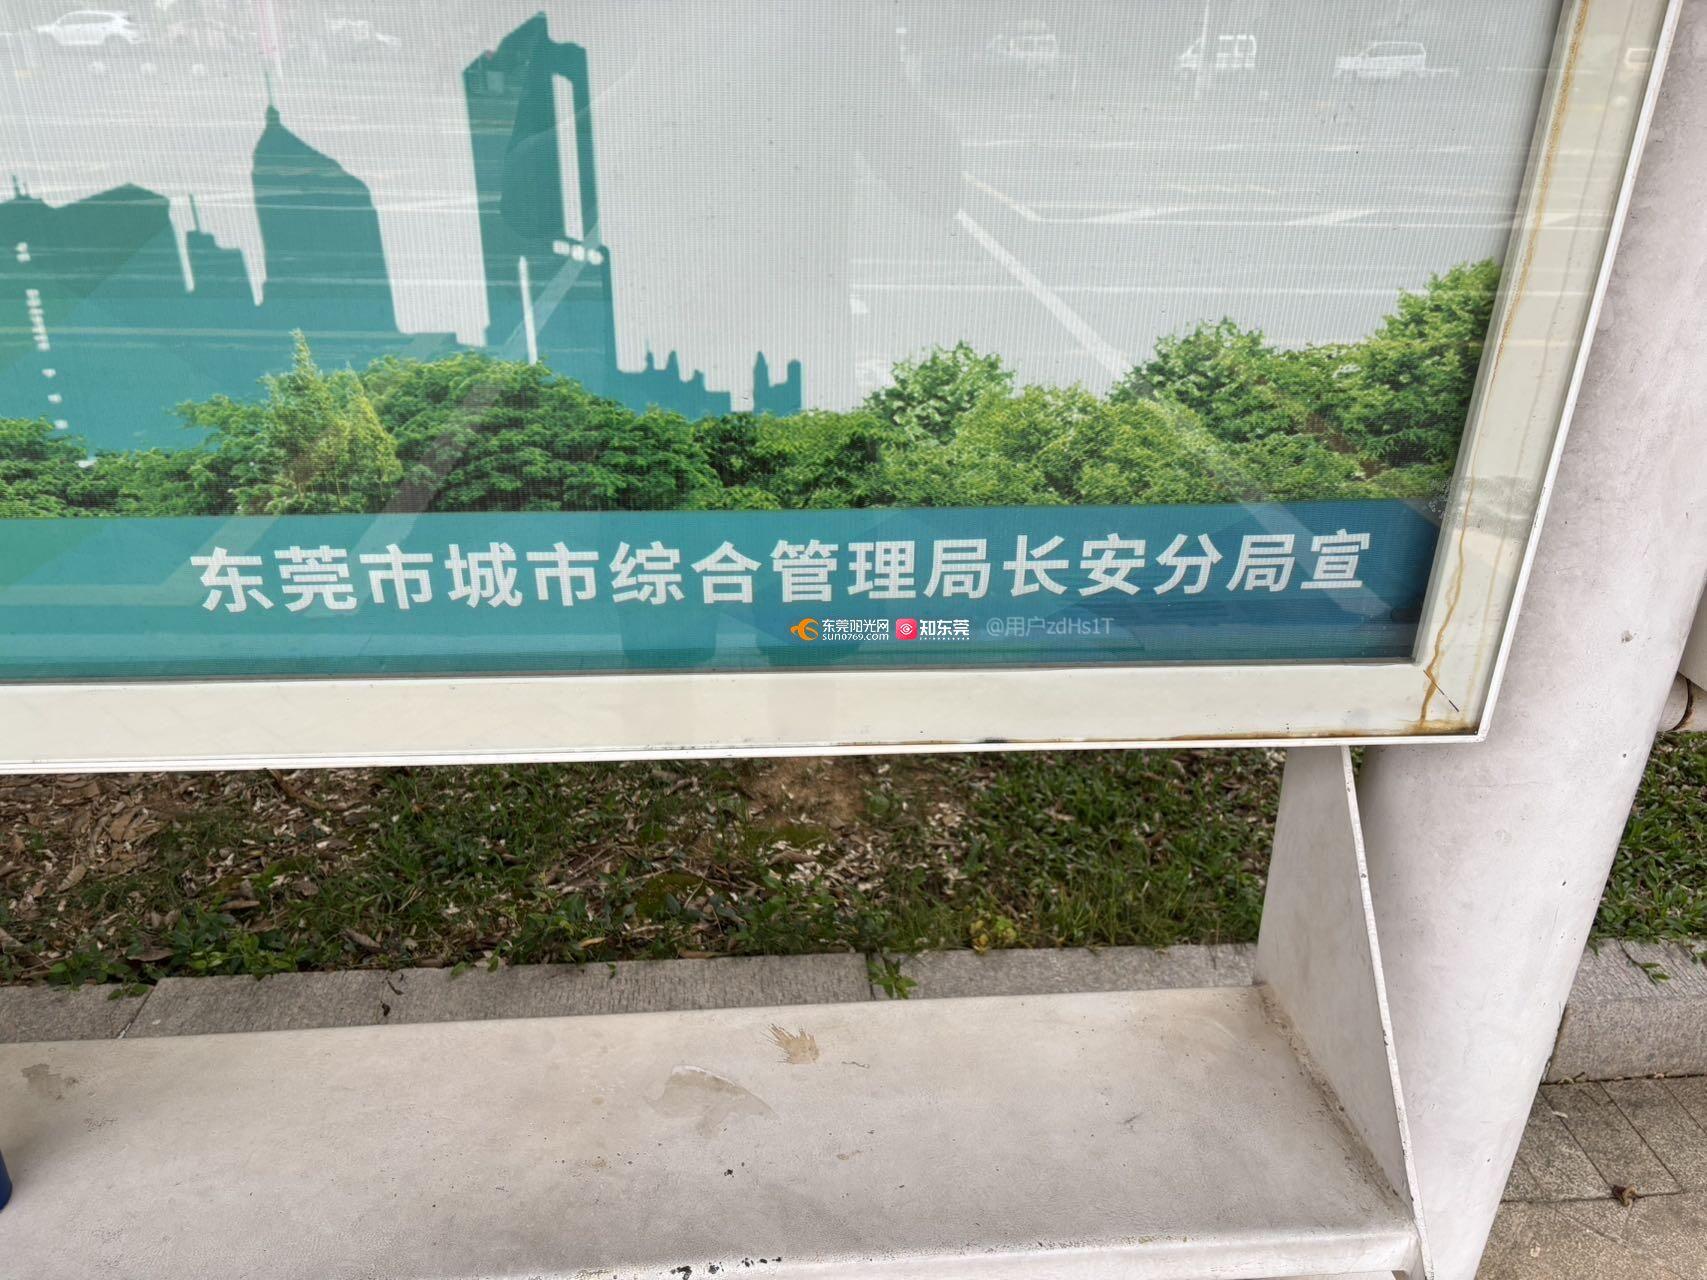 东莞市城市综合管理局长安分局宣
东莞阳光网 知东莞 @用户zdHs1T
sun0769.com